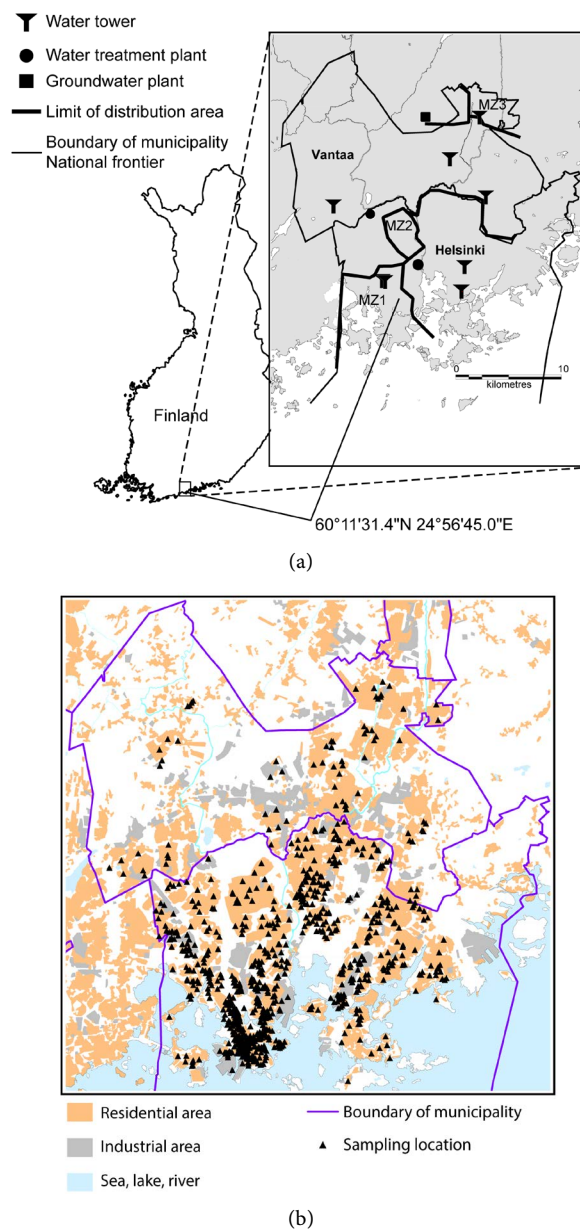 Water tower
Water treatment plant
Groundwater plant
Limit of distribution area
Boundary of municipality
National frontier
MZ3
Vantaa
MZ2
Helsinki
MZ1
0 10
kilometres
Finland
60°11'31.4"N 24°56'45.0"E
(a)
Residential area
Boundary of municipality
Industrial area
Sampling location
Sea, lake, river
(b)